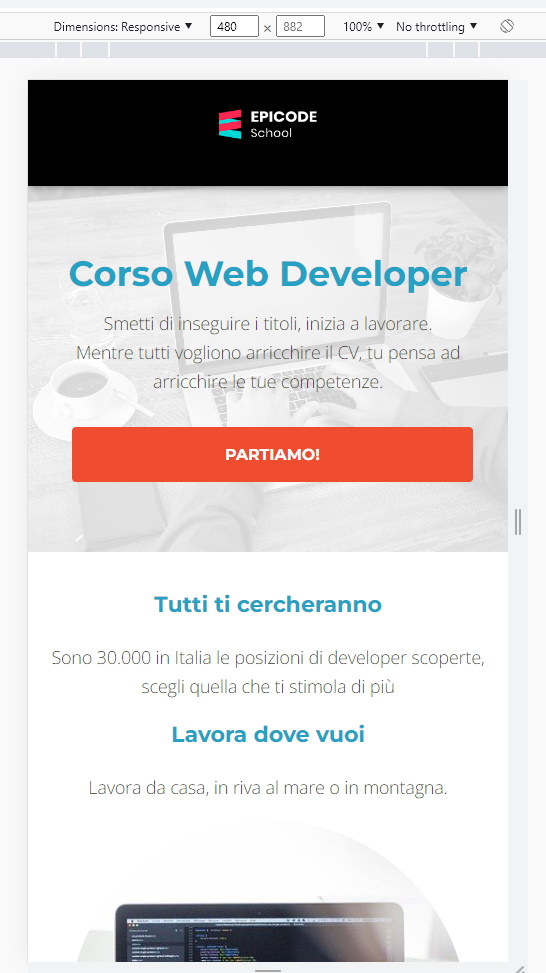 Dimensions: Responsive ▼ 480 × 882 100% ▼ No throttling ▼
EPICODE
School
Corso Web Developer
Smetti di inseguire i titoli, inizia a lavorare.
Mentre tutti vogliono arricchire il CV, tu pensa ad
arricchire le tue competenze.
PARTIAMO!
Tutti ti cercheranno
Sono 30.000 in Italia le posizioni di developer scoperte,
scegli quella che ti stimola di più
Lavora dove vuoi
Lavora da casa, in riva al mare o in montagna.